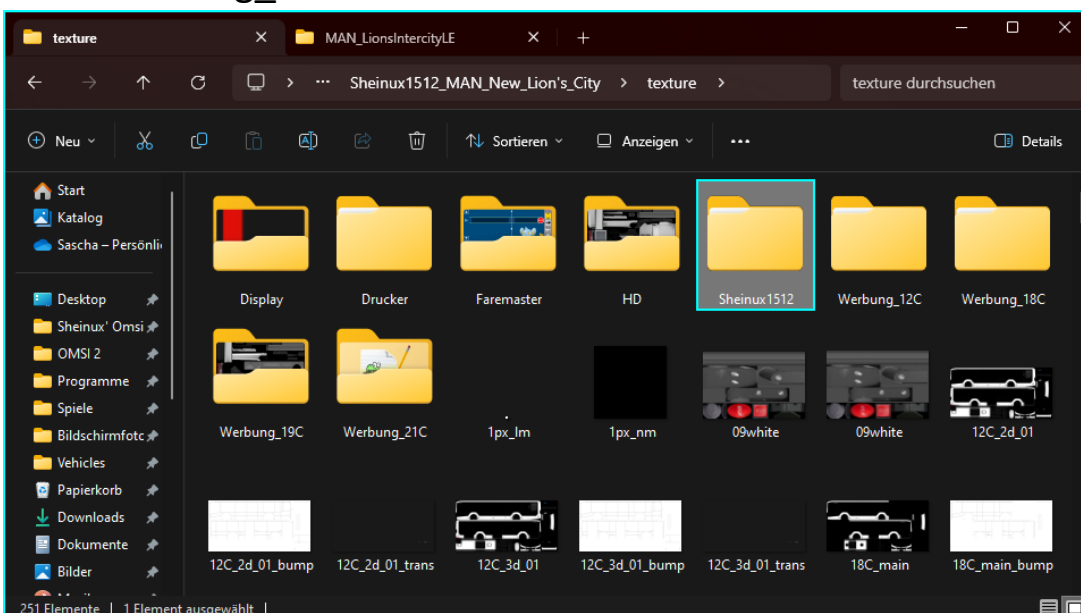 texture
MAN_LionsIntercityLE
Sheinux1512_MAN_New_Lion's_City > texture >
texture durchsuchen
Neu
Sortieren
Anzeigen
Details
Start
Katalog
Sascha – Persönli
Desktop
Sheinux' Omsi
OMSI 2
Programme
Spiele
Bildschirmfotc
Vehicles
Papierkorb
Downloads
Dokumente
Bilder
Display
Drucker
Faremaster
HD
Sheinux1512
Werbung_12C
Werbung_18C
Werbung_19C
Werbung_21C
1px_lm
1px_nm
09white
09white
12C_2d_01
12C_2d_01_bump
12C_2d_01_trans
12C_3d_01
12C_3d_01_bump
12C_3d_01_trans
18C_main
18C_main_bump
251 Elemente | 1 Element ausgewählt |